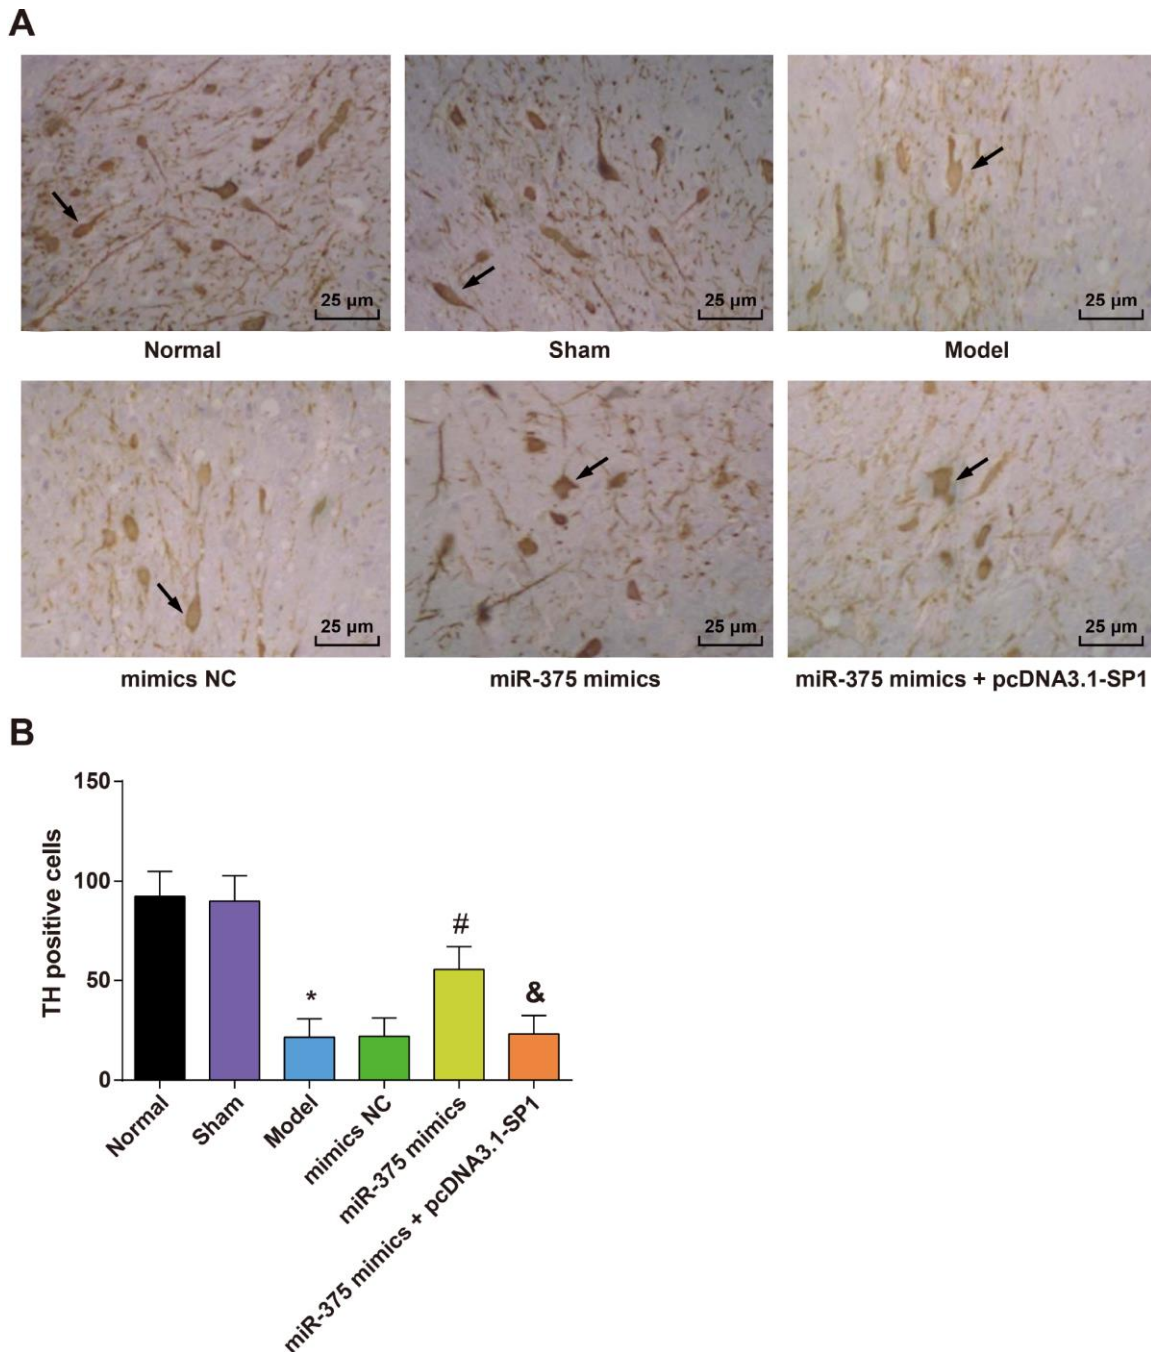 A
25 µm
25 µm
25 µm
Normal
Sham
Model
25 µm
25 µm
25 µm
mimics NC
miR-375 mimics
miR-375 mimics + pcDNA3.1-SP1
B
150
100
50
0
TH positive cells
*
#
&
Normal
Sham
Model
mimics NC
miR-375 mimics
miR-375 mimics + pcDNA3.1-SP1